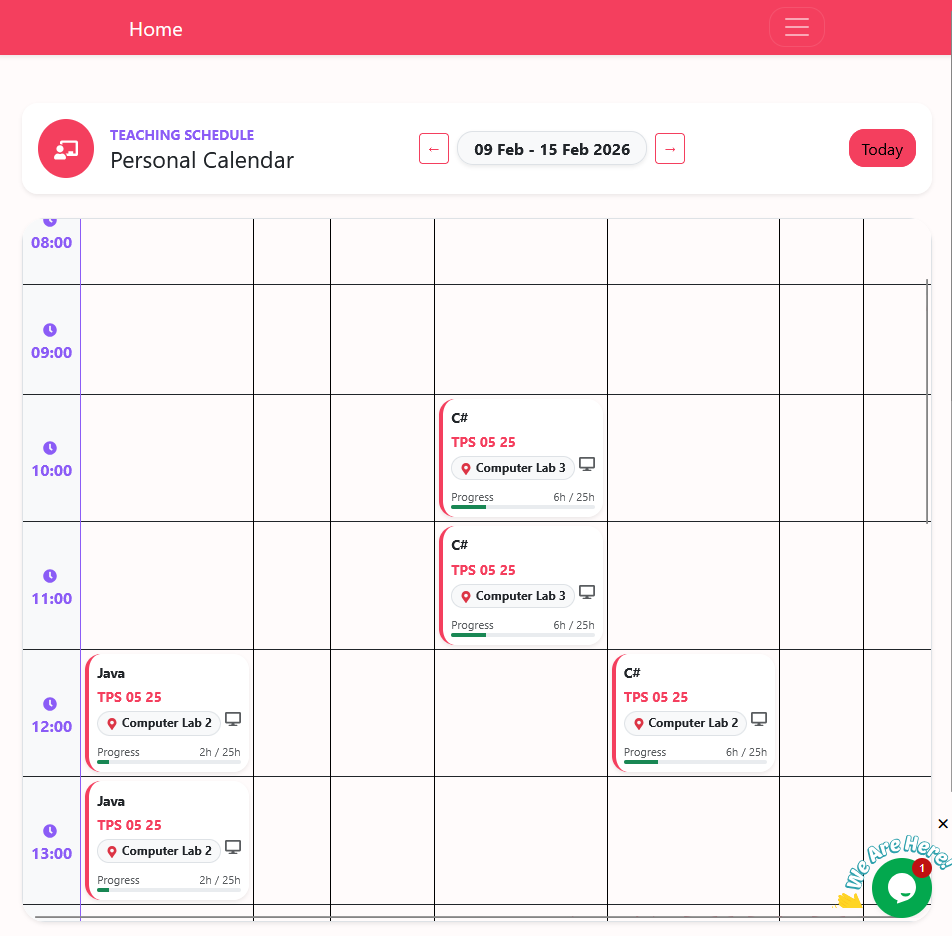 Home
TEACHING SCHEDULE
Personal Calendar
←
09 Feb - 15 Feb 2026
→
Today
08:00
09:00
10:00
C#
TPS 05 25
Computer Lab 3
Progress 6h / 25h
11:00
C#
TPS 05 25
Computer Lab 3
Progress 6h / 25h
12:00
Java
TPS 05 25
Computer Lab 2
Progress 2h / 25h
C#
TPS 05 25
Computer Lab 2
Progress 6h / 25h
13:00
Java
TPS 05 25
Computer Lab 2
Progress 2h / 25h
We Are Here!
1